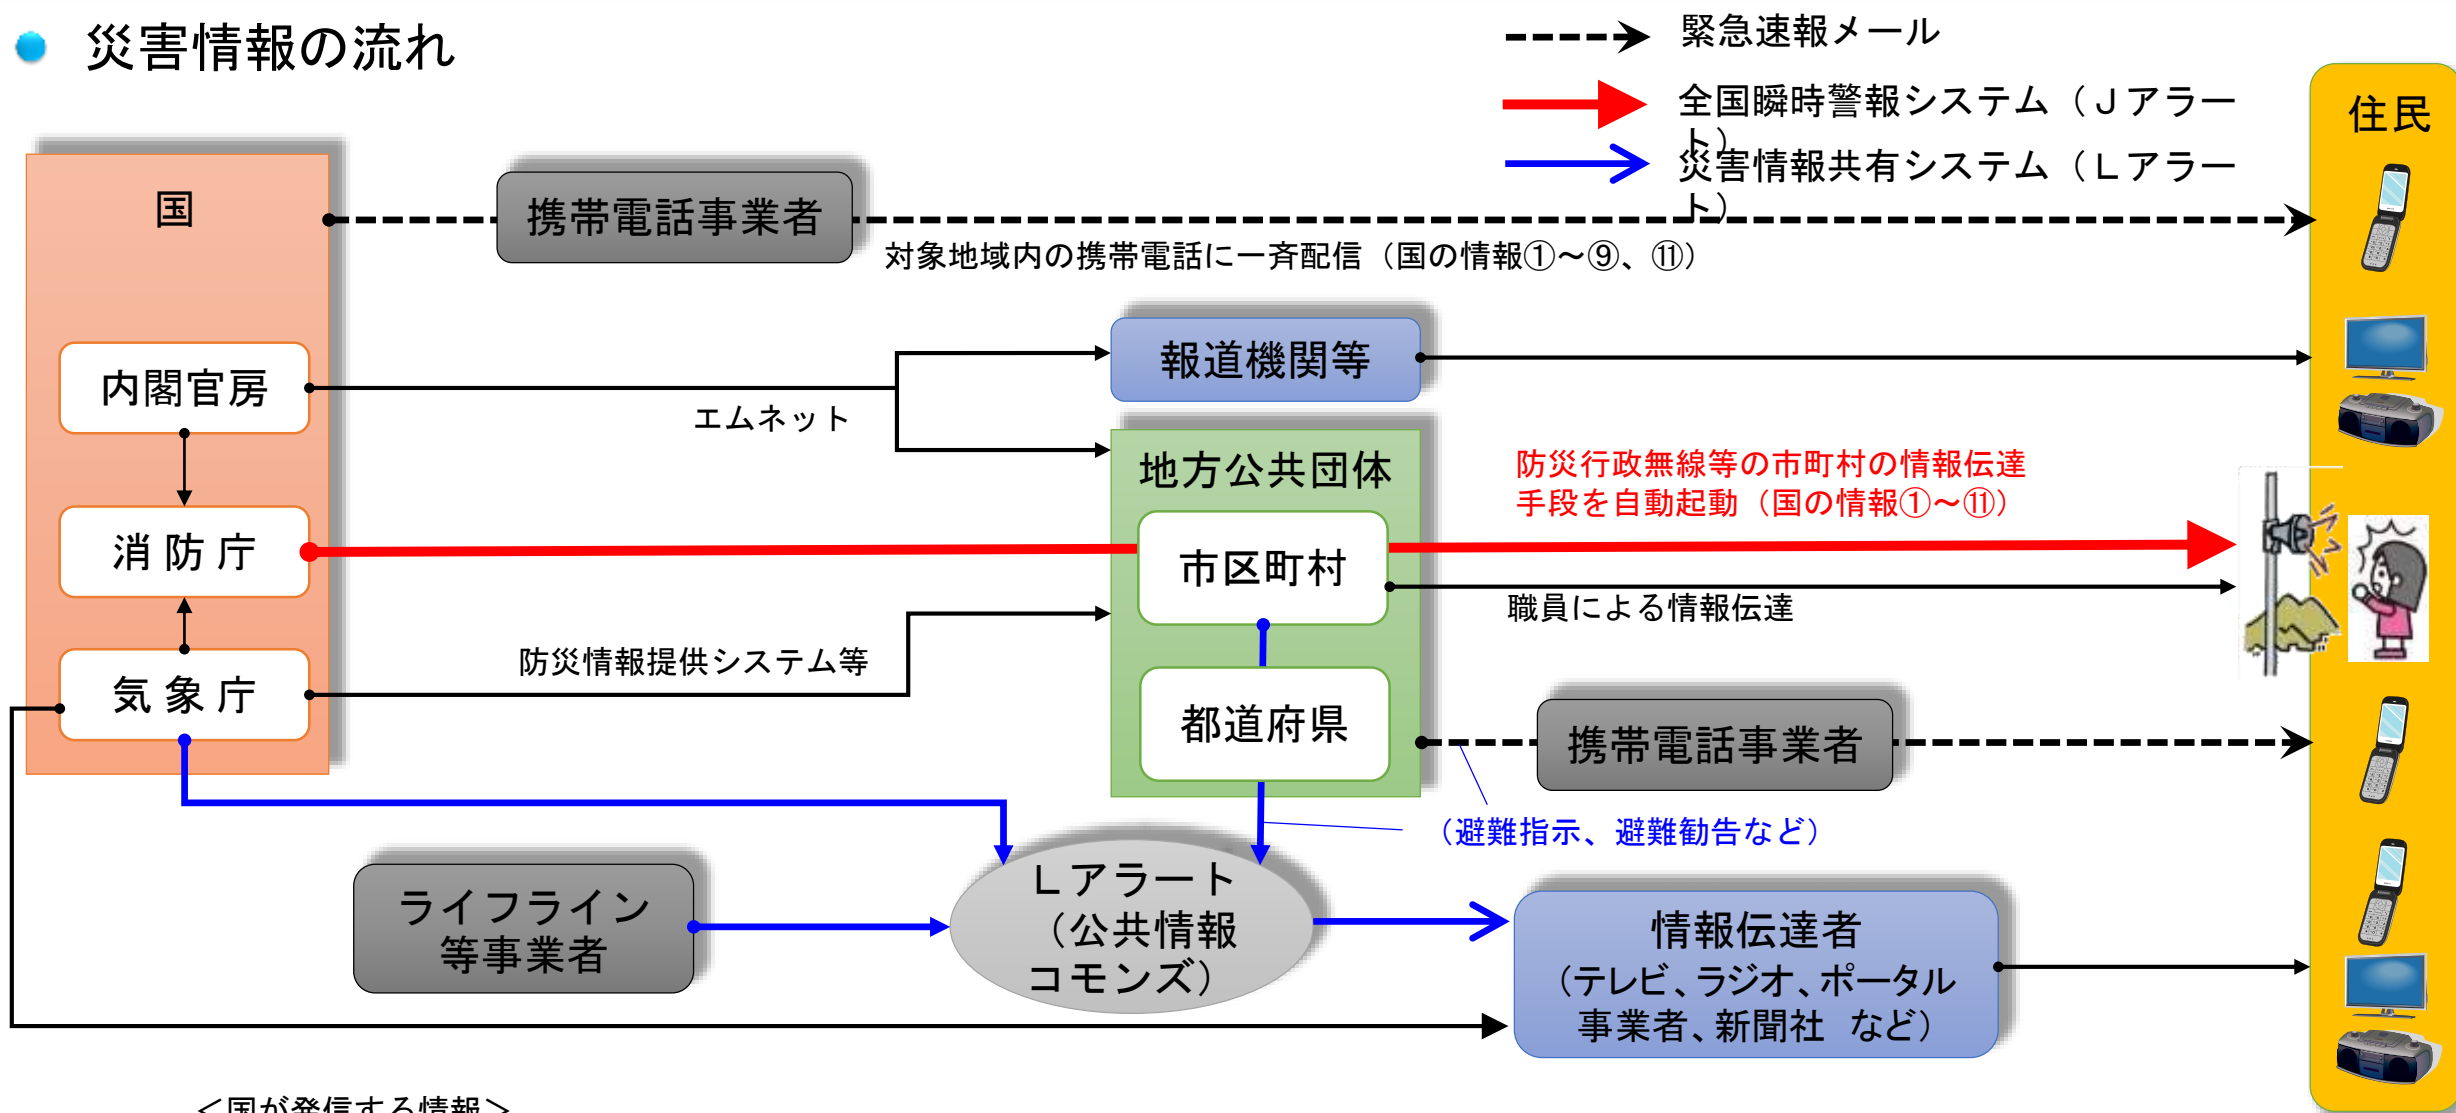 災害情報の流れ
緊急速報メール
全国瞬時警報システム（Ｊアラー
ト）
災害情報共有システム（Ｌアラー
ト）
住民
国
携帯電話事業者
対象地域内の携帯電話に一斉配信（国の情報①～⑨、⑪）
内閣官房
エムネット
報道機関等
地方公共団体
消防庁
市区町村
防災行政無線等の市町村の情報伝達
手段を自動起動（国の情報①～⑪）
職員による情報伝達
気象庁
防災情報提供システム等
都道府県
携帯電話事業者
（避難指示、避難勧告など）
ライフライン
等事業者
Ｌアラート
（公共情報
コモンズ）
情報伝達者
（テレビ、ラジオ、ポータル
事業者、新聞社　など）
＜国が発信する情報＞